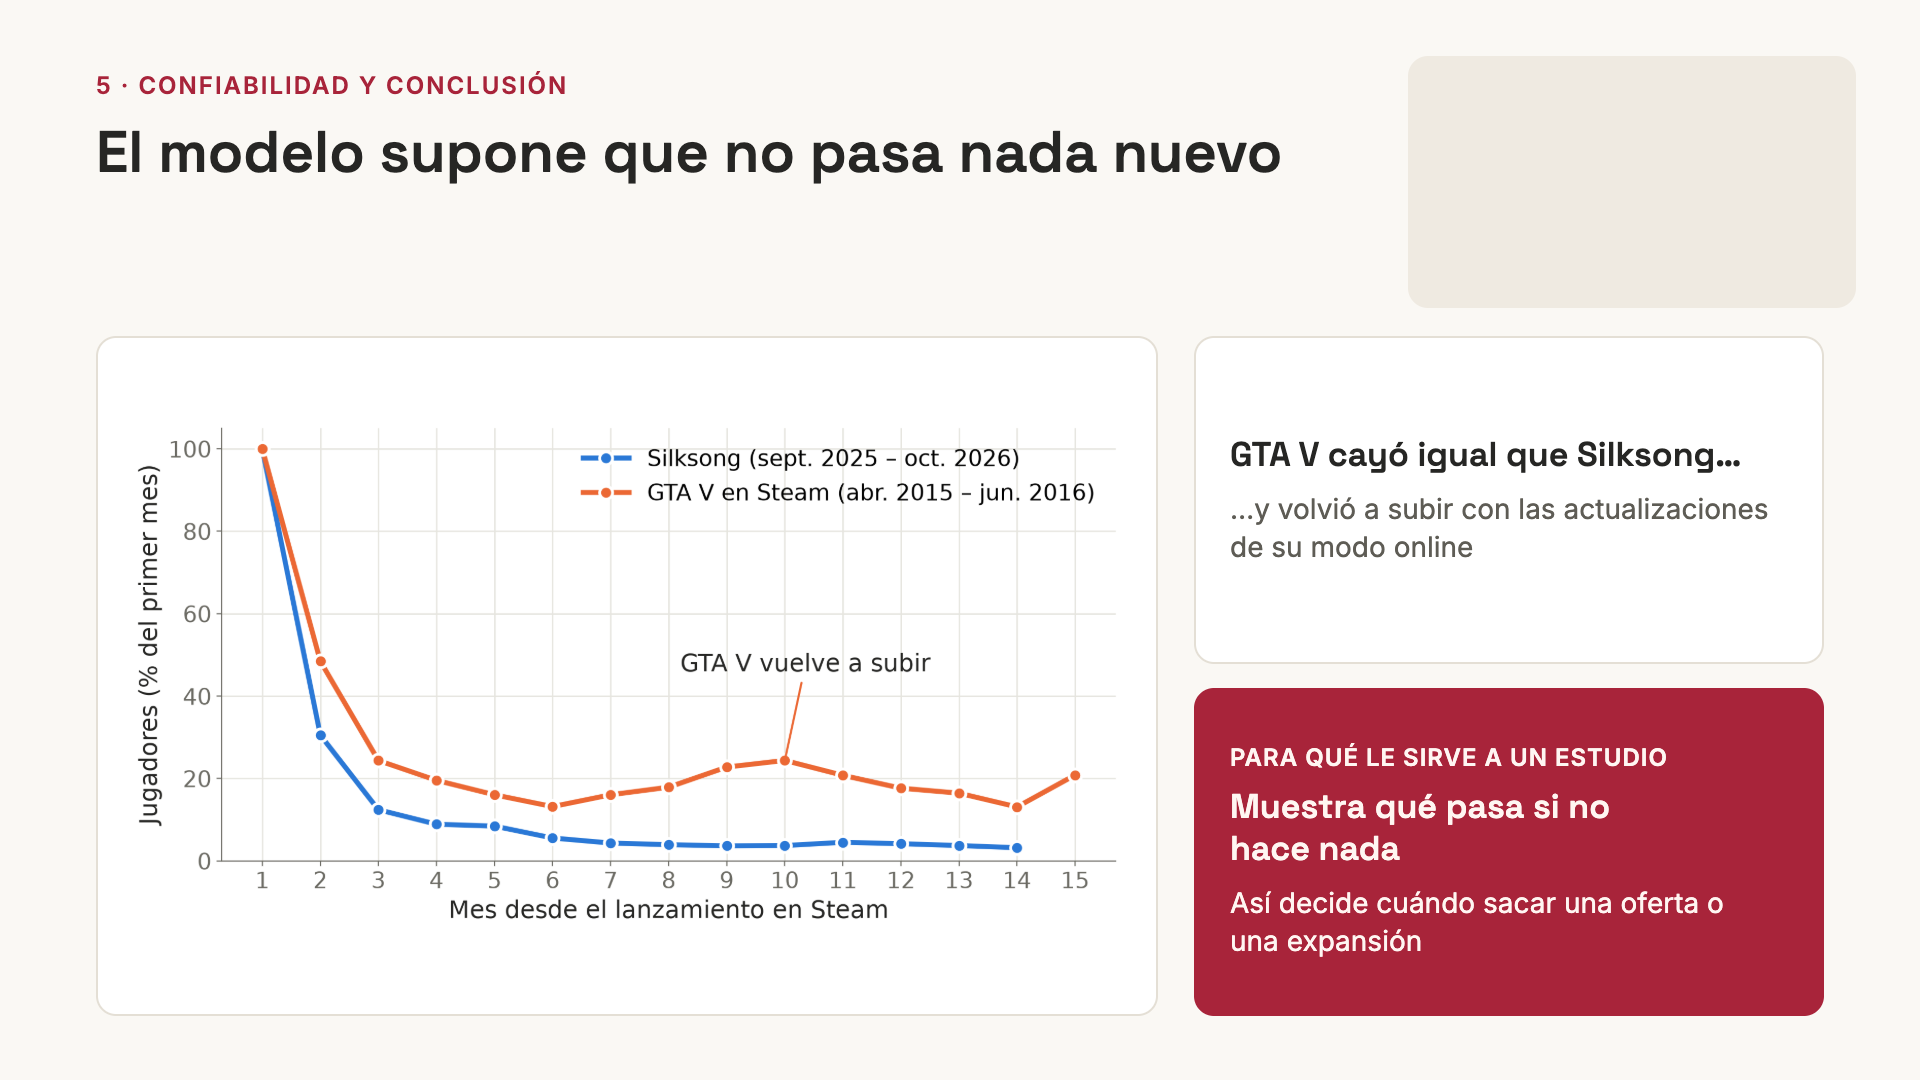 5 · CONFIABILIDAD Y CONCLUSIÓN
El modelo supone que no pasa nada nuevo
Jugadores (% del primer mes)
100
80
60
40
20
0
Silksong (sept. 2025 – oct. 2026)
GTA V en Steam (abr. 2015 – jun. 2016)
GTA V vuelve a subir
1 2 3 4 5 6 7 8 9 10 11 12 13 14 15
Mes desde el lanzamiento en Steam
GTA V cayó igual que Silksong...
...y volvió a subir con las actualizaciones
de su modo online
PARA QUÉ LE SIRVE A UN ESTUDIO
Muestra qué pasa si no
hace nada
Así decide cuándo sacar una oferta o
una expansión